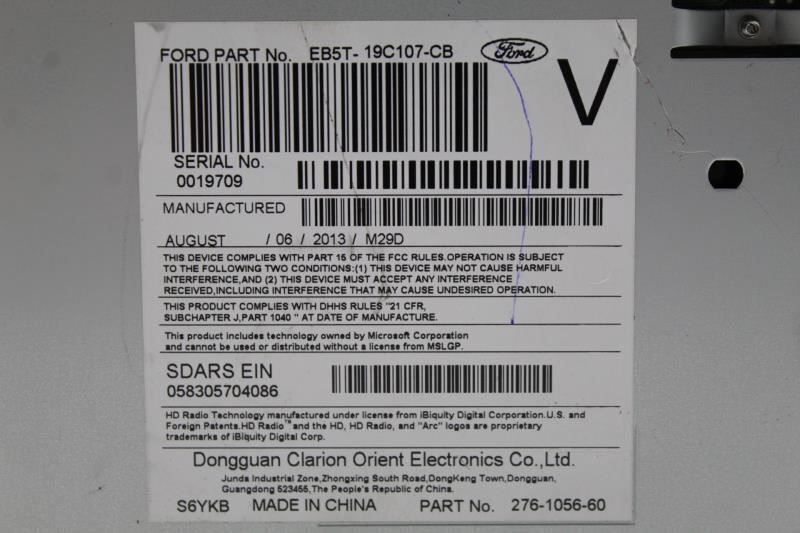 FORD PART No. EB5T- 19C107-CB Ford
V
SERIAL No.
0019709
MANUFACTURED
AUGUST / 06 / 2013 / M29D
THIS DEVICE COMPLIES WITH PART 15 OF THE FCC RULES.OPERATION IS SUBJECT
TO THE FOLLOWING TWO CONDITIONS:(1) THIS DEVICE MAY NOT CAUSE HARMFUL
INTERFERENCE,AND (2) THIS DEVICE MUST ACCEPT ANY INTERFERENCE
RECEIVED,INCLUDING INTERFERENCE THAT MAY CAUSE UNDESIRED OPERATION.
THIS PRODUCT COMPLIES WITH DHHS RULES "21 CFR,
SUBCHAPTER J,PART 1040 " AT DATE OF MANUFACTURE.
This product includes technology owned by Microsoft Corporation
and cannot be used or distributed without a license from MSLGP.
SDARS EIN
058305704086
HD Radio Technology manufactured under license from iBiquity Digital Corporation.U.S. and
Foreign Patents.HD Radio™ and the HD, HD Radio, and "Arc" logos are proprietary
trademarks of iBiquity Digital Corp.
Dongguan Clarion Orient Electronics Co.,Ltd.
Junda Industrial Zone,Zhongxing South Road,DongKeng Town,Dongguan,
Guangdong 523455,The People's Republic of China.
S6YKB MADE IN CHINA PART No. 276-1056-60